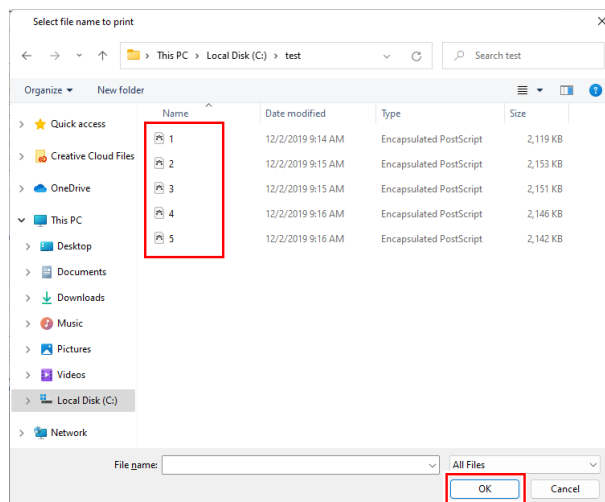 Select file name to print
This PC > Local Disk (C:) > test
Search test
Organize New folder
Name Date modified Type Size
Quick access
Creative Cloud Files
OneDrive
This PC
Desktop
Documents
Downloads
Music
Pictures
Videos
Local Disk (C:)
Network
1 12/2/2019 9:14 AM Encapsulated PostScript 2,119 KB
2 12/2/2019 9:15 AM Encapsulated PostScript 2,153 KB
3 12/2/2019 9:15 AM Encapsulated PostScript 2,151 KB
4 12/2/2019 9:16 AM Encapsulated PostScript 2,146 KB
5 12/2/2019 9:16 AM Encapsulated PostScript 2,142 KB
File name: All Files
OK Cancel